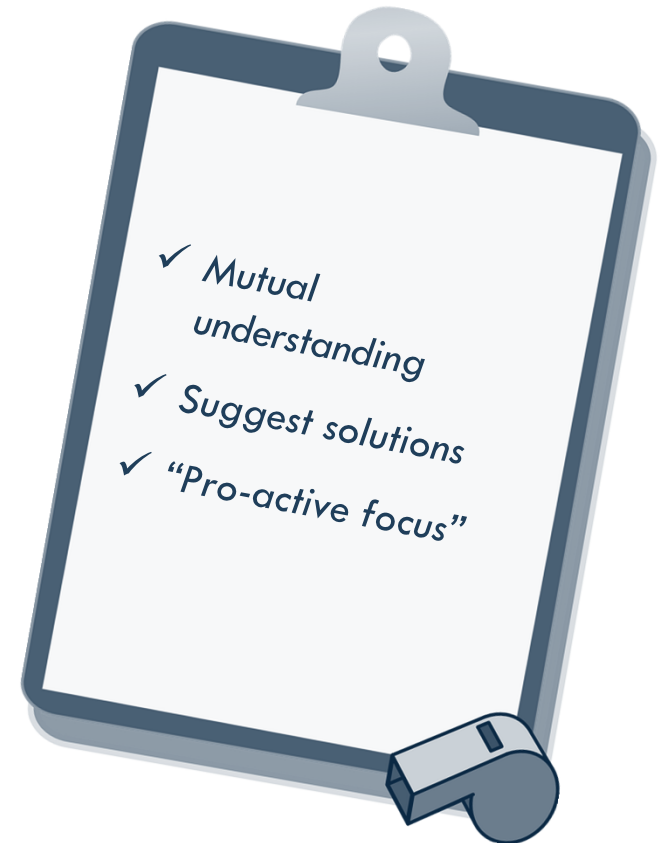 ✓ Mutual
understanding
✓ Suggest solutions
✓ “Pro-active focus”